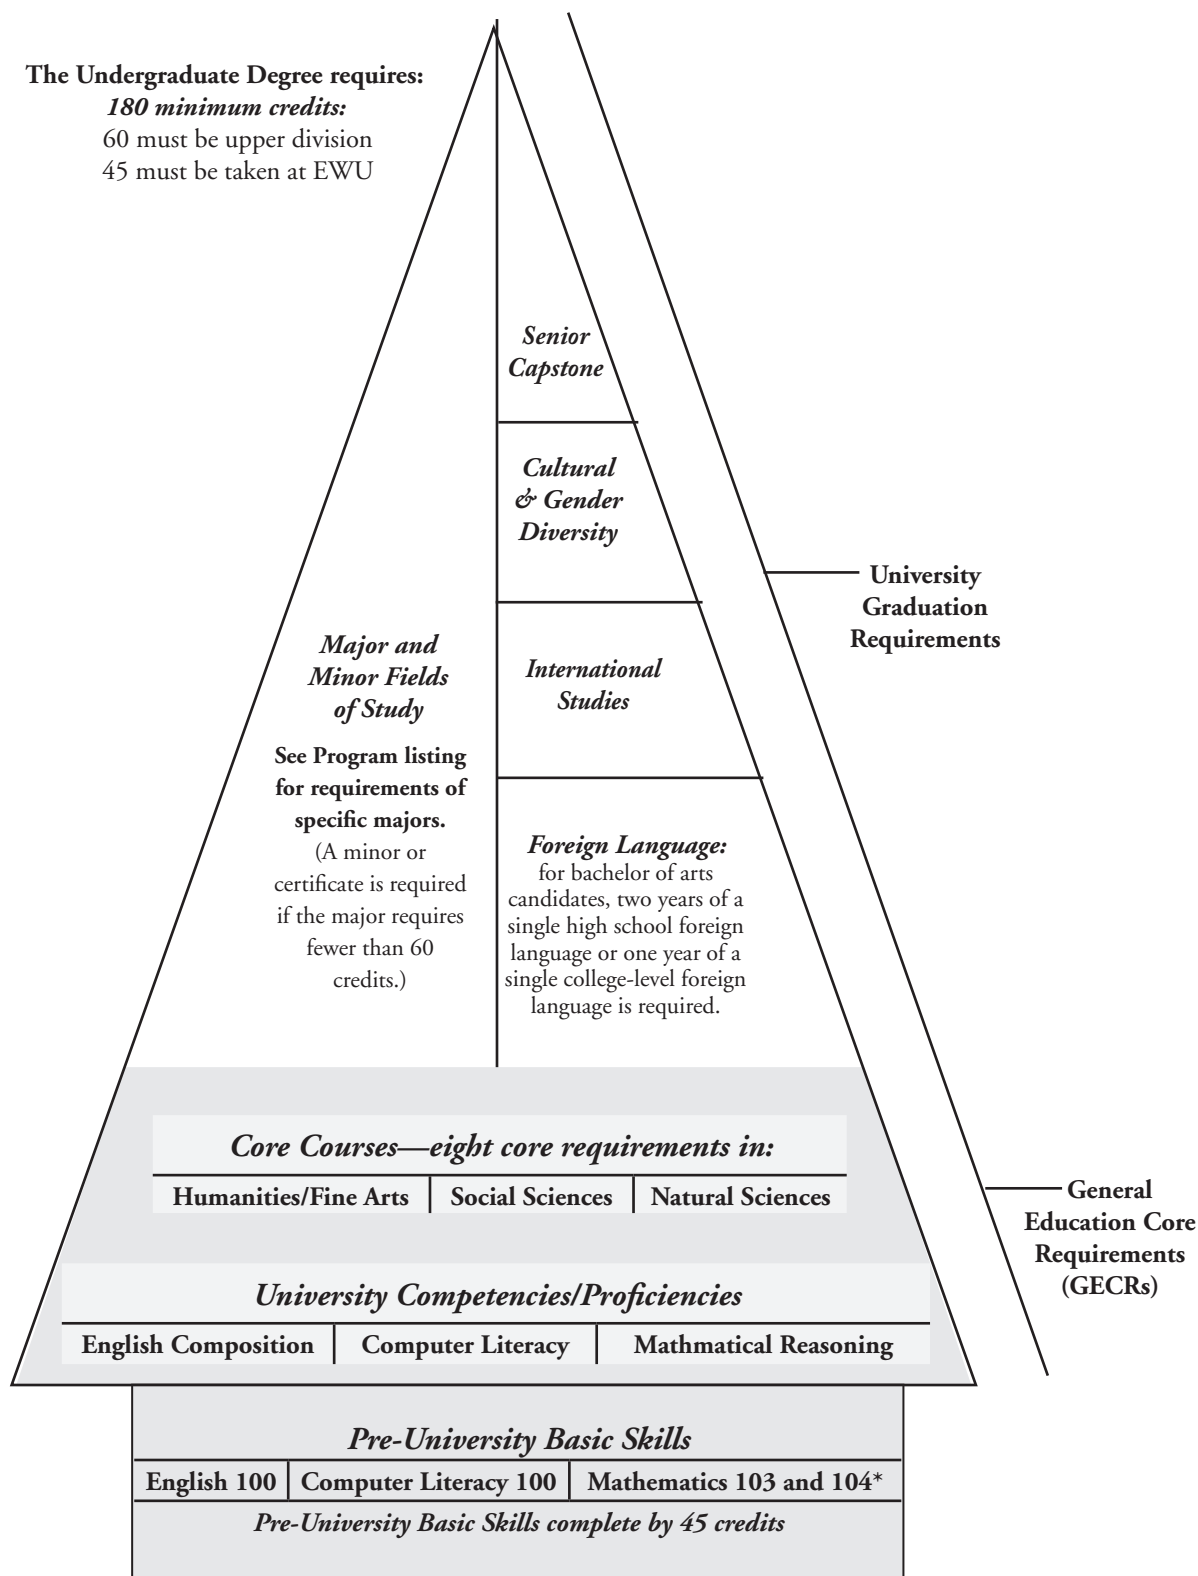 The Undergraduate Degree requires:
180 minimum credits:
60 must be upper division
45 must be taken at EWU
Senior
Capstone
Cultural
& Gender
Diversity
International
Studies
Foreign Language:
for bachelor of arts
candidates, two years of a
single high school foreign
language or one year of a
single college-level foreign
language is required.
Major and
Minor Fields
of Study
See Program listing
for requirements of
specific majors.
(A minor or
certificate is required
if the major requires
fewer than 60
credits.)
University
Graduation
Requirements
Core Courses—eight core requirements in:
Humanities/Fine Arts Social Sciences Natural Sciences
General
Education Core
Requirements
(GECRs)
University Competencies/Proficiencies
English Composition Computer Literacy Mathmatical Reasoning
Pre-University Basic Skills
English 100 Computer Literacy 100 Mathematics 103 and 104*
Pre-University Basic Skills complete by 45 credits